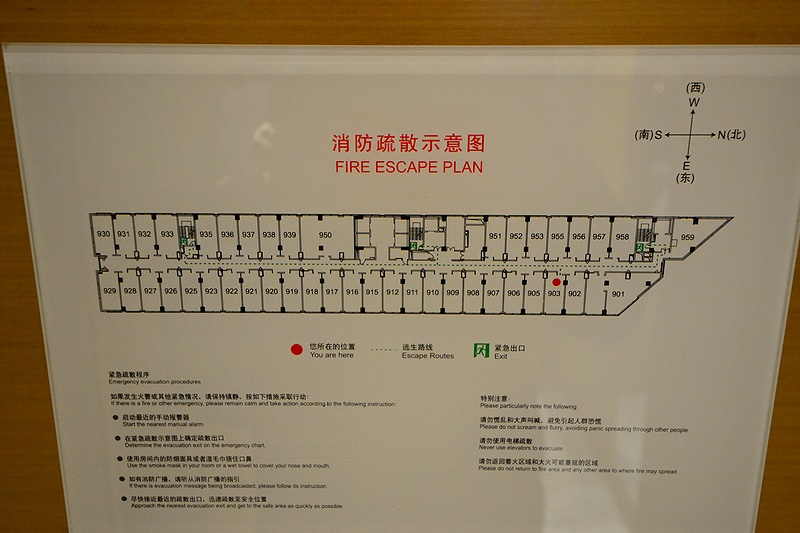 (西)
W
(南)S N(北)
E
(东)
消防疏散示意图
FIRE ESCAPE PLAN
930 931 932 933 935 936 937 938 939 950 951 952 953 955 956 957 958 959
929 928 927 926 925 923 922 921 920 919 918 917 916 915 912 911 910 909 908 907 906 905 903 902 901
您所在的位置
You are here
逃生路线
Escape Routes
紧急出口
Exit
紧急疏散程序
Emergency evacuation procedures
如果发生火警或其他紧急情况，请保持镇静，按如下措施采取行动:
If there is a fire or other emergency, please remain calm and take action according to the following instruction:
启动最近的手动报警器
Start the nearest manual alarm.
在紧急疏散示意图上确定疏散出口
Determine the evacuation exit on the emergency chart.
使用房间内的防烟面具或者湿毛巾捂住口鼻
Use the smoke mask in your room or a wet towel to cover your nose and mouth.
如有消防广播，请听从消防广播的指引
If there is evacuation message being broadcasted, please follow its instruction.
尽快接近最近的疏散出口，迅速疏散至安全位置
Approach the nearest evacuation exit and get to the safe area as quickly as possible.
特别注意:
Please particularly note the following:
请勿慌乱和大声叫喊，避免引起人群恐慌
Please do not scream and flurry, avoiding panic spreading through other people.
请勿使用电梯疏散
Never use elevators to evacuate.
请勿返回着火区域和大火可能蔓延的区域
Please do not return to fire area and any other area to where fire may spread.